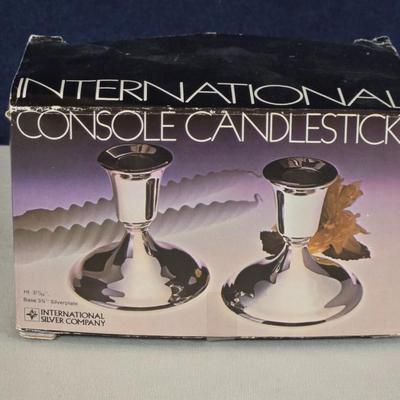 INTERNATIONAL
CONSOLE CANDLESTICK
Silverplate
INTERNATIONAL
SILVER COMPANY